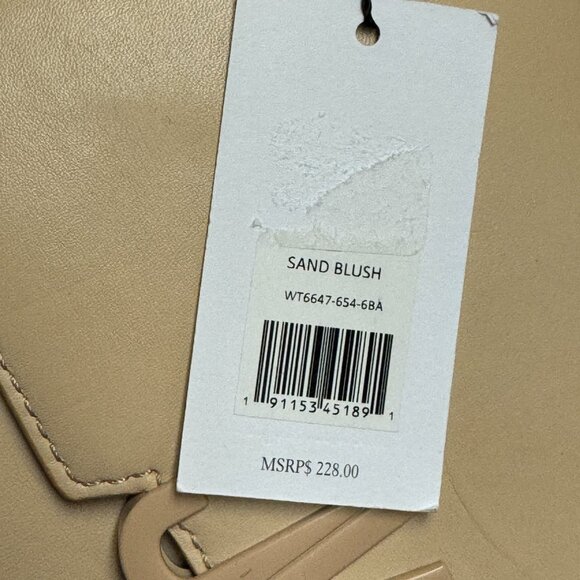 SAND BLUSH
WT6647-654-6BA
1 91153 45189 1
MSRP$ 228.00